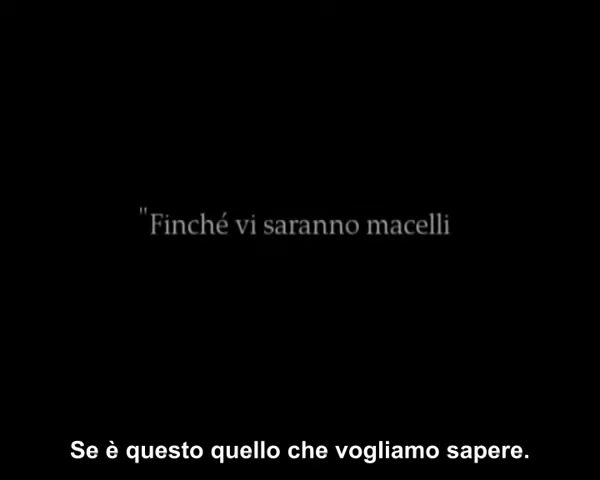 "Finché vi saranno macelli
Se è questo quello che vogliamo sapere.